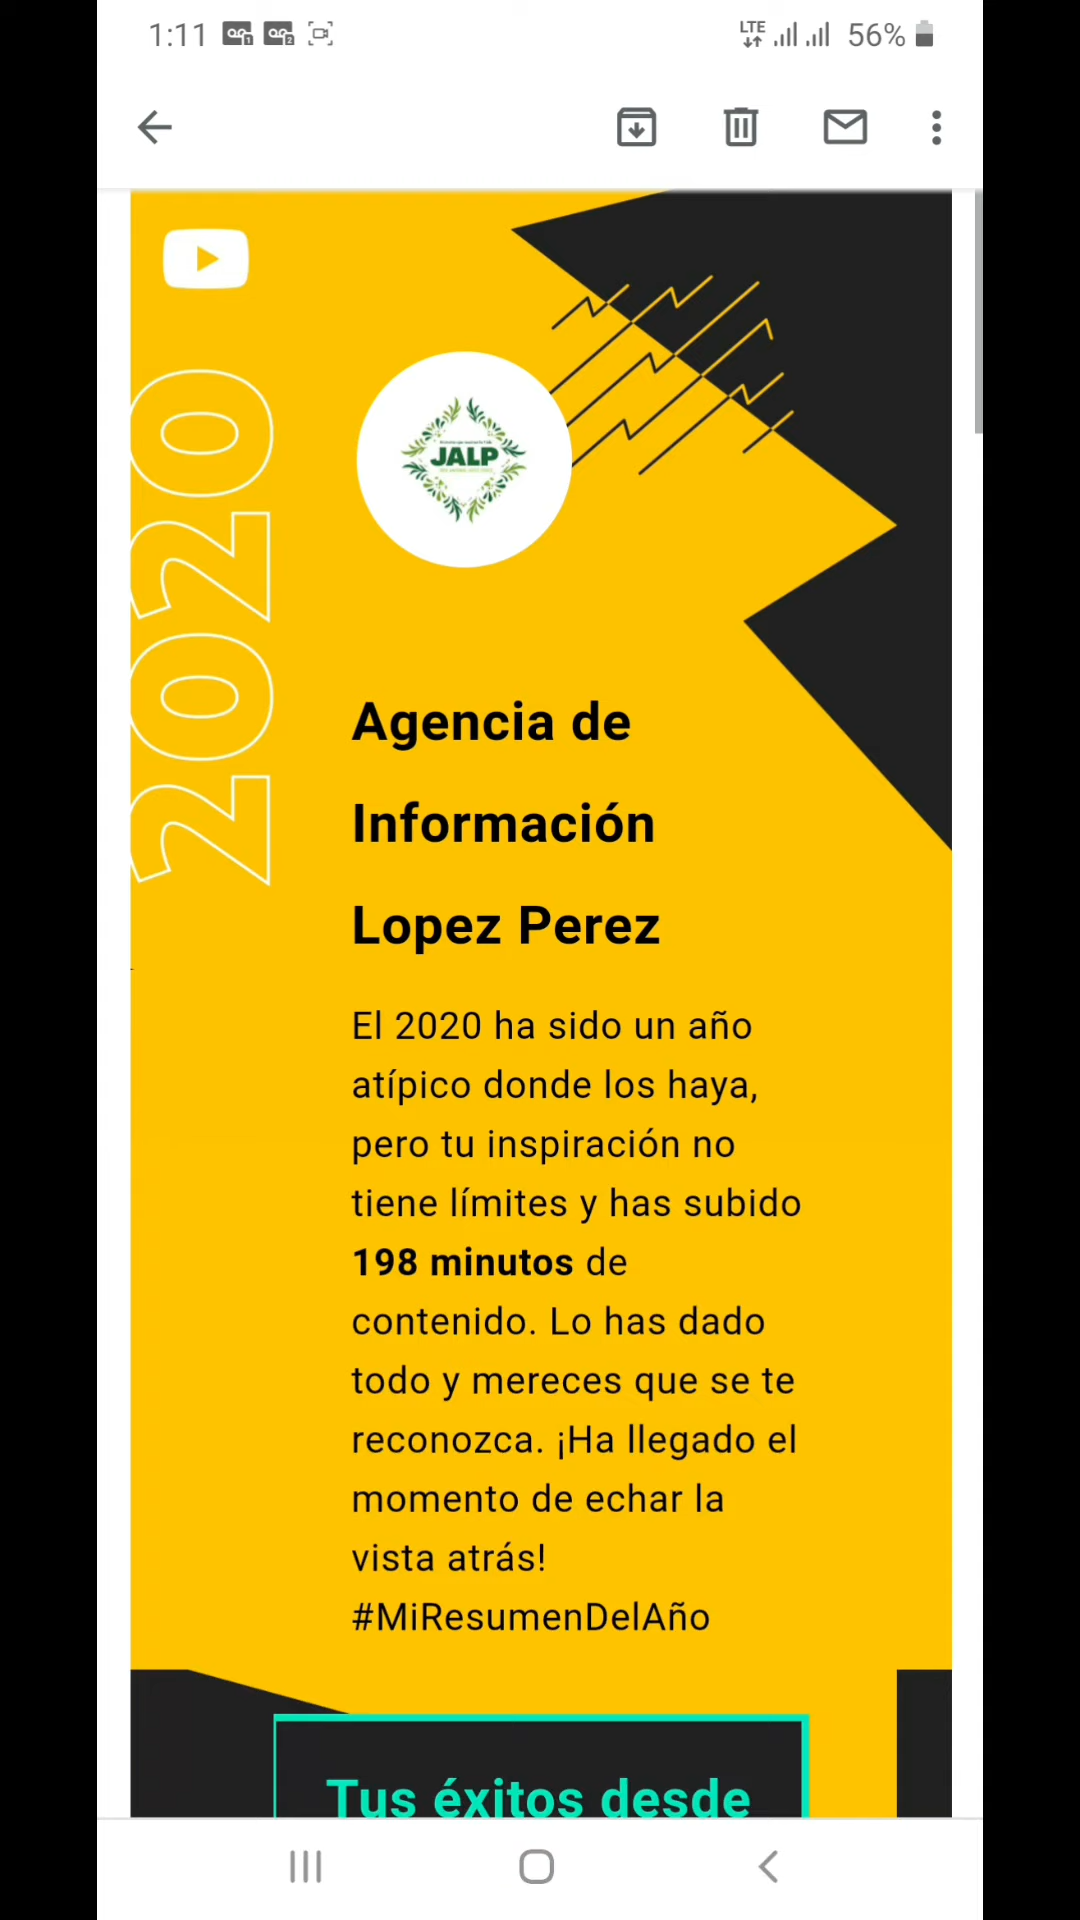 1:11
LTE
56%
2020
JALP
Agencia de
Información
Lopez Perez
El 2020 ha sido un año
atípico donde los haya,
pero tu inspiración no
tiene límites y has subido
198 minutos de
contenido. Lo has dado
todo y mereces que se te
reconozca. ¡Ha llegado el
momento de echar la
vista atrás!
#MiResumenDelAño
Tus éxitos desde